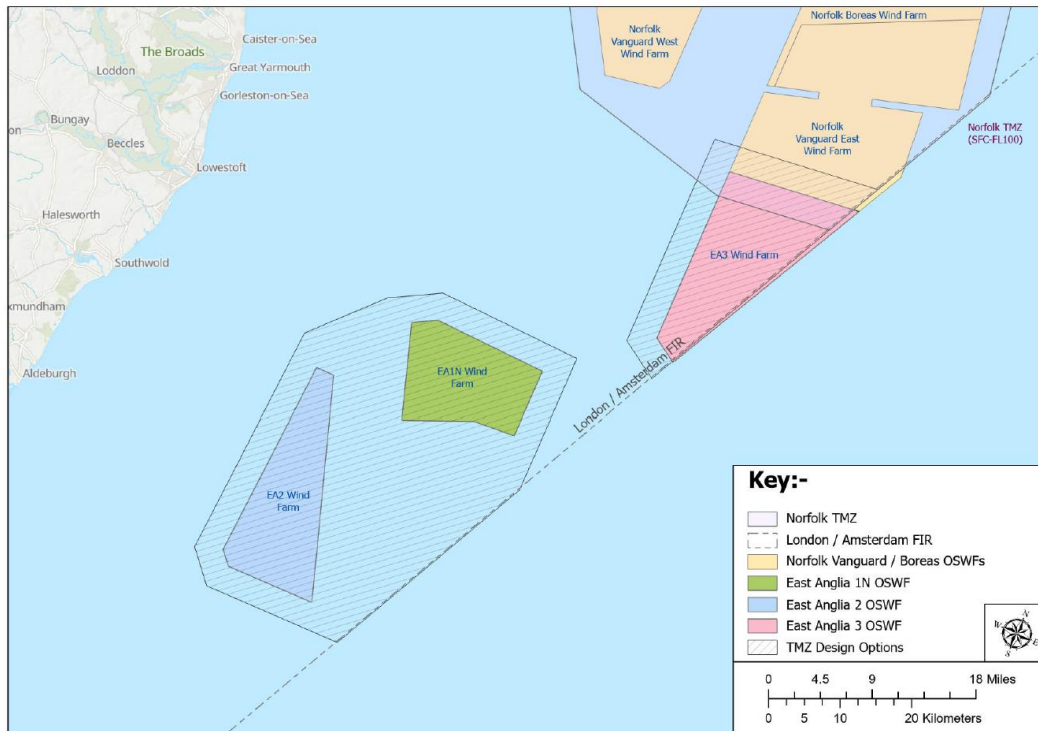 Caister-on-Sea
The Broads
Loddon
Great Yarmouth
Gorleston-on-Sea
on
Bungay
Beccles
Lowestoft
Halesworth
Southwold
xmundham
Aldeburgh
Norfolk Boreas Wind Farm
Norfolk
Vanguard West
Wind Farm
Norfolk
Vanguard East
Wind Farm
Norfolk TMZ
(SFC-FL100)
EA3 Wind Farm
London / Amsterdam FIR
EA1N Wind
Farm
EA2 Wind
Farm
Key:-
Norfolk TMZ
London / Amsterdam FIR
Norfolk Vanguard / Boreas OSWFs
East Anglia 1N OSWF
East Anglia 2 OSWF
East Anglia 3 OSWF
TMZ Design Options
N
W
E
S
0 4.5 9 18 Miles
0 5 10 20 Kilometers